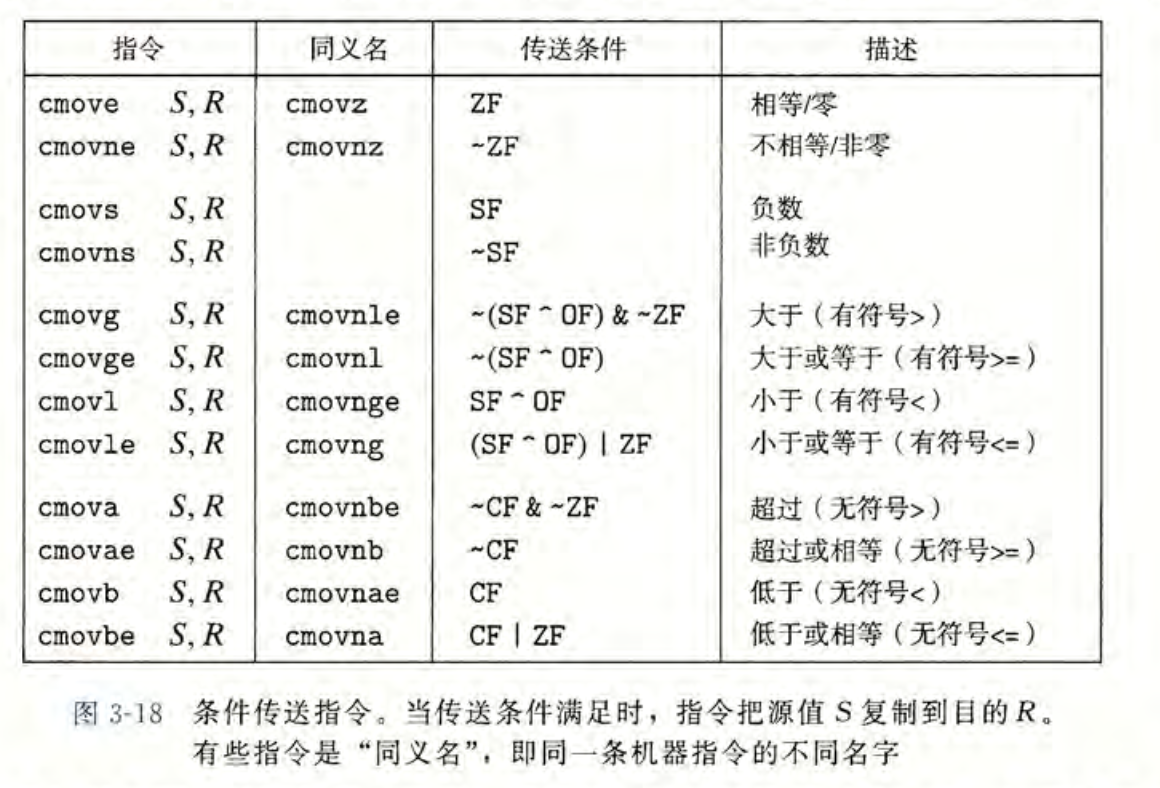 指令 同义名 传送条件 描述
cmove S, R cmovz ZF 相等/零
cmovne S, R cmovnz ~ZF 不相等/非零
cmovs S, R SF 负数
cmovns S, R ~SF 非负数
cmovg S, R cmovnle ~(SF ^ OF) & ~ZF 大于（有符号>）
cmovge S, R cmovnl ~(SF ^ OF) 大于或等于（有符号>=）
cmovl S, R cmovnge SF ^ OF 小于（有符号<）
cmovle S, R cmovng (SF ^ OF) | ZF 小于或等于（有符号<=）
cmova S, R cmovnbe ~CF & ~ZF 超过（无符号>）
cmovae S, R cmovnb ~CF 超过或相等（无符号>=）
cmovb S, R cmovnae CF 低于（无符号<）
cmovbe S, R cmovna CF | ZF 低于或相等（无符号<=）
图 3-18 条件传送指令。当传送条件满足时，指令把源值 S 复制到目的 R。
有些指令是“同义名”，即同一条机器指令的不同名字